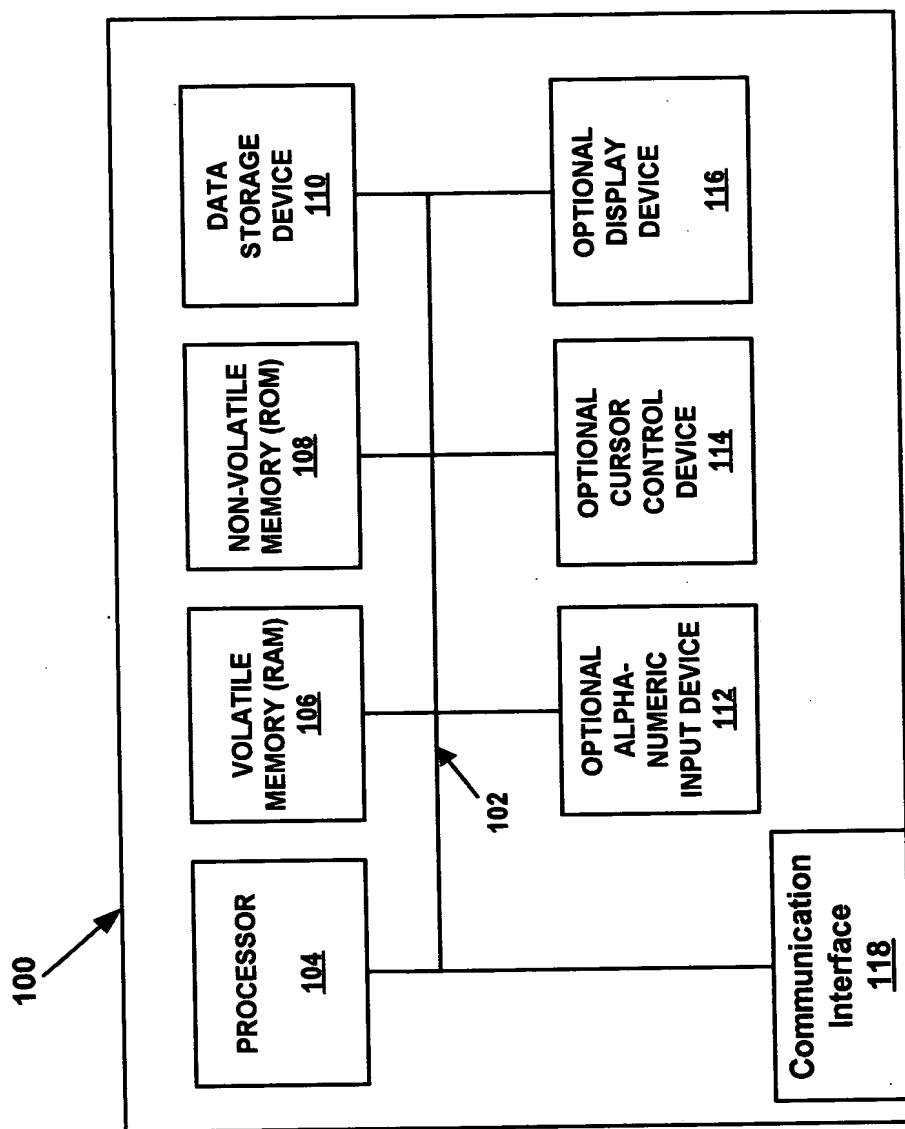 100
PROCESSOR
104
VOLATILE
MEMORY (RAM)
106
NON-VOLATILE
MEMORY (ROM)
108
DATA
STORAGE
DEVICE
110
102
OPTIONAL
ALPHA-
NUMERIC
INPUT DEVICE
112
OPTIONAL
CURSOR
CONTROL
DEVICE
114
OPTIONAL
DISPLAY
DEVICE
116
Communication
Interface
118